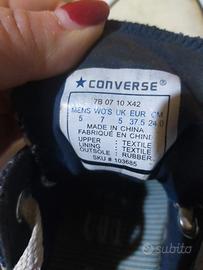 ★CONVERSE®
7B 07 10 X42
MENS WO'S UK EUR CM
5 7 5 37.5 24.0
MADE IN CHINA
FABRIQUÉ EN CHINE
UPPER : TEXTILE
LINING : TEXTILE
OUTSOLE : RUBBER
SKU # 103685
subito